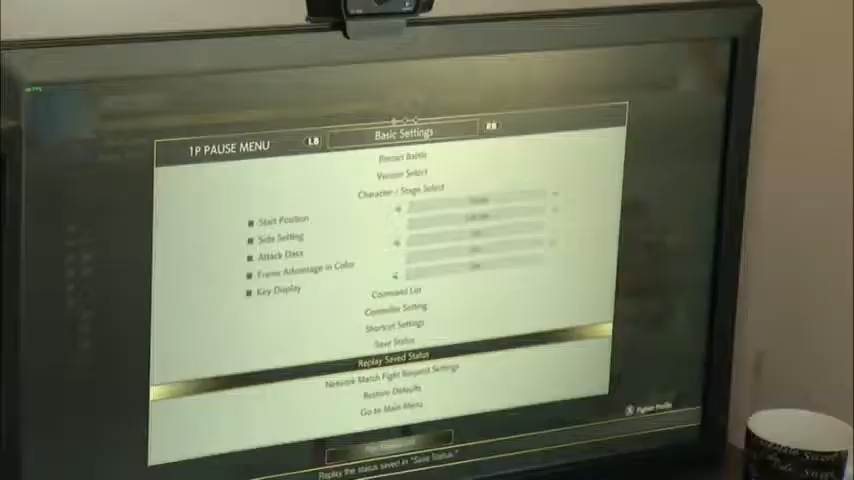 1P PAUSE MENU
LB
Basic Settings
RB
Restart Battle
Version Select
Character / Stage Select
Start Position
Side Setting
Attack Data
Frame Advantage in Color
Key Display
Command List
Controller Setting
Shortcut Settings
Save Status
Replay Saved Status
Network Match Fight Request Settings
Restore Defaults
Go to Main Menu
Fighter Profile
Replay the status saved in "Save Status."